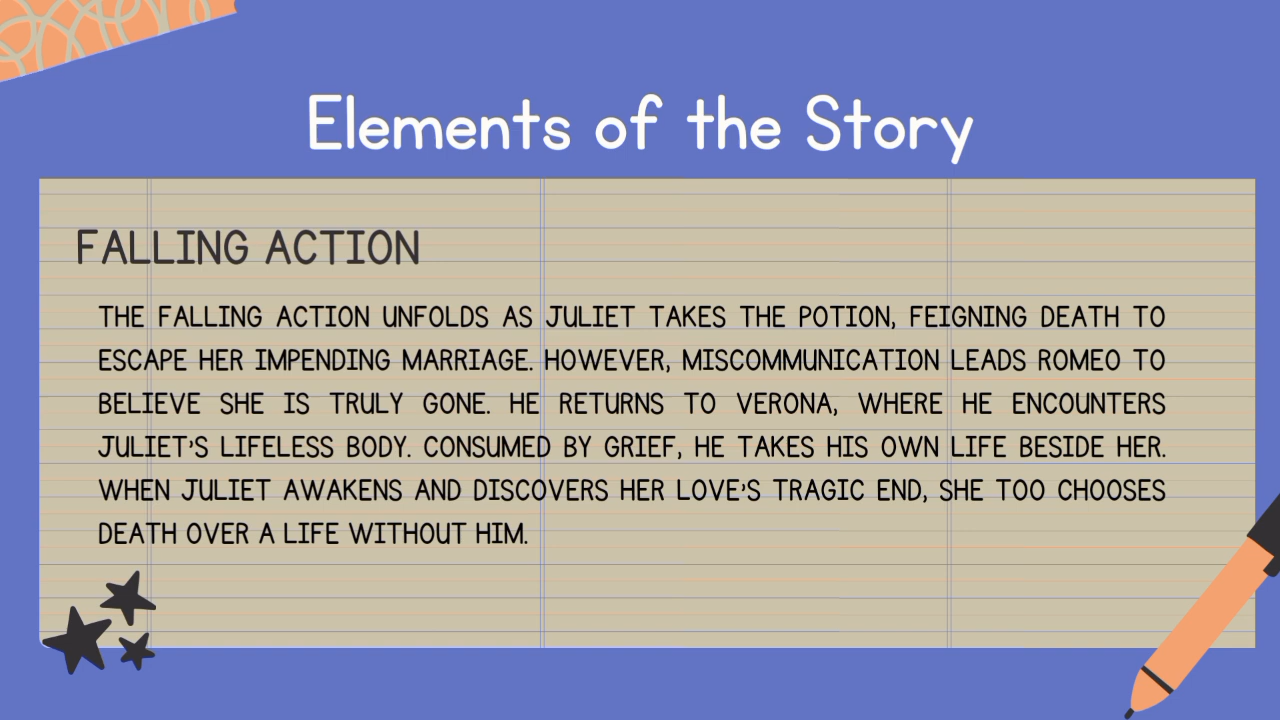 Elements of the Story
FALLING ACTION
THE FALLING ACTION UNFOLDS AS JULIET TAKES THE POTION, FEIGNING DEATH TO
ESCAPE HER IMPENDING MARRIAGE. HOWEVER, MISCOMMUNICATION LEADS ROMEO TO
BELIEVE SHE IS TRULY GONE. HE RETURNS TO VERONA, WHERE HE ENCOUNTERS
JULIET'S LIFELESS BODY. CONSUMED BY GRIEF, HE TAKES HIS OWN LIFE BESIDE HER.
WHEN JULIET AWAKENS AND DISCOVERS HER LOVE'S TRAGIC END, SHE TOO CHOOSES
DEATH OVER A LIFE WITHOUT HIM.